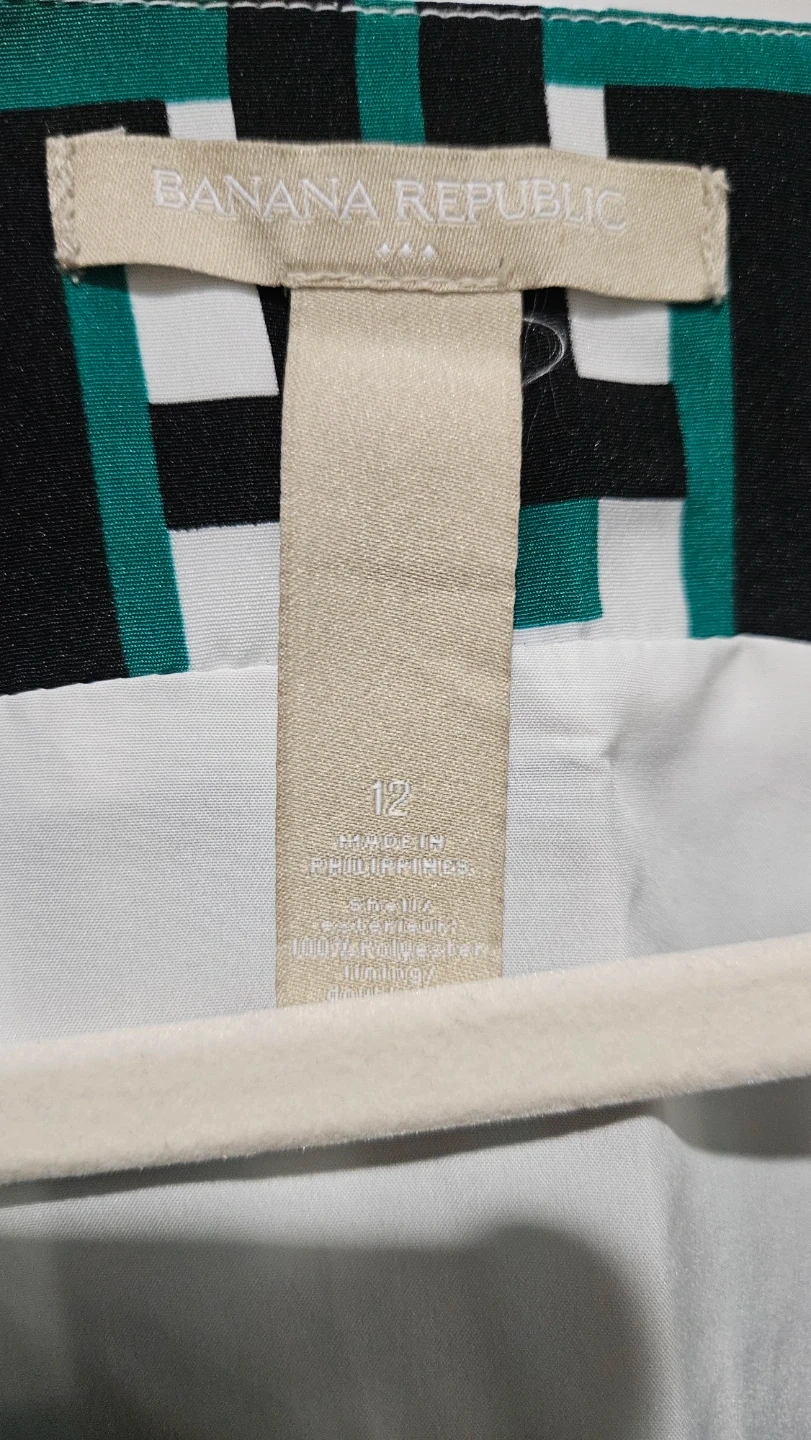 BANANA REPUBLIC
12
MADE IN
PHILIPPINES
shell/
extérieur:
100% Polyester
lining/